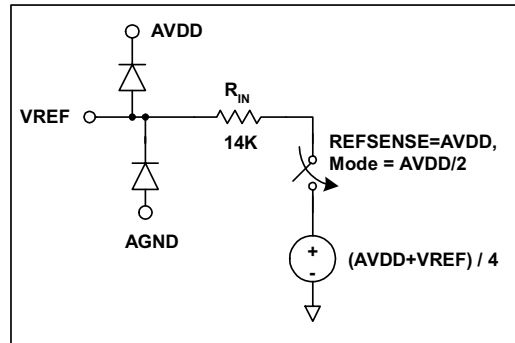 AVDD
VREF
R_IN
14K
REFSENSE=AVDD,
Mode = AVDD/2
AGND
+
-
(AVDD+VREF) / 4